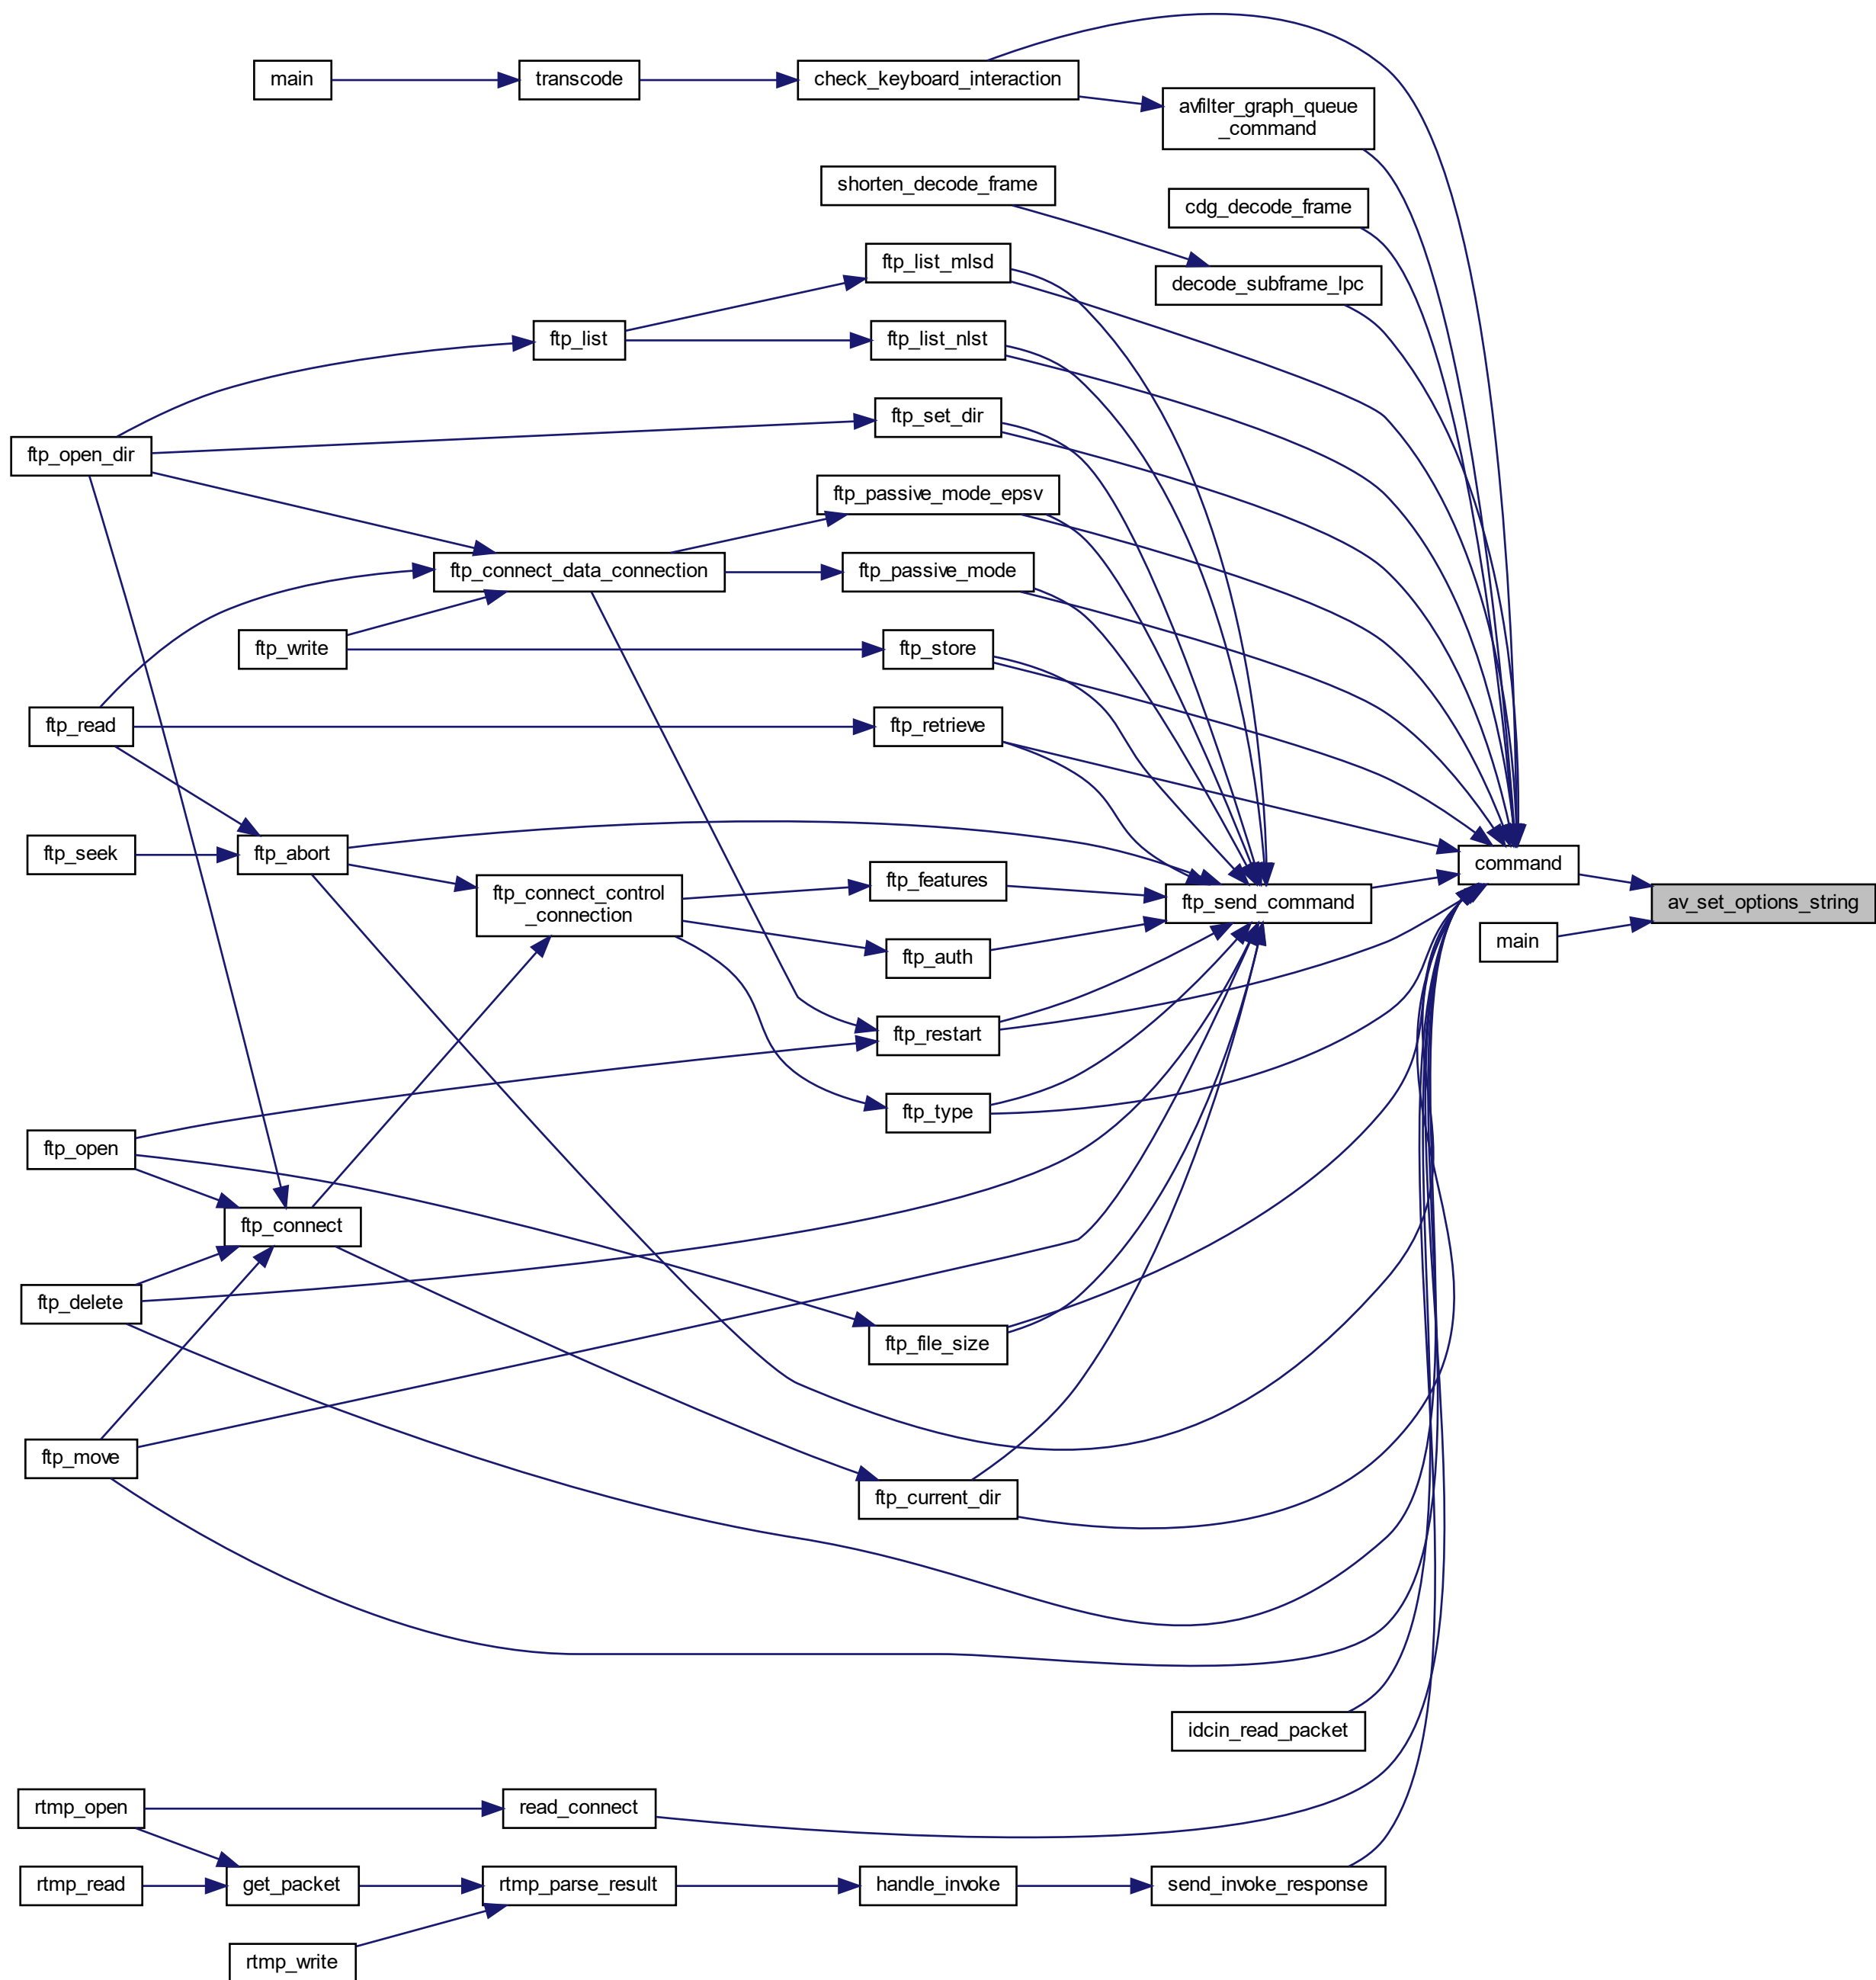 main
transcode
check_keyboard_interaction
avfilter_graph_queue
_command
shorten_decode_frame
cdg_decode_frame
ftp_list_mlsd
decode_subframe_lpc
ftp_list
ftp_list_nlst
ftp_set_dir
ftp_open_dir
ftp_passive_mode_epsv
ftp_connect_data_connection
ftp_passive_mode
ftp_write
ftp_store
ftp_read
ftp_retrieve
ftp_seek
ftp_abort
command
ftp_features
ftp_connect_control
_connection
ftp_send_command
av_set_options_string
ftp_auth
main
ftp_restart
ftp_type
ftp_open
ftp_connect
ftp_delete
ftp_file_size
ftp_move
ftp_current_dir
idcin_read_packet
rtmp_open
read_connect
rtmp_read
get_packet
rtmp_parse_result
handle_invoke
send_invoke_response
rtmp_write